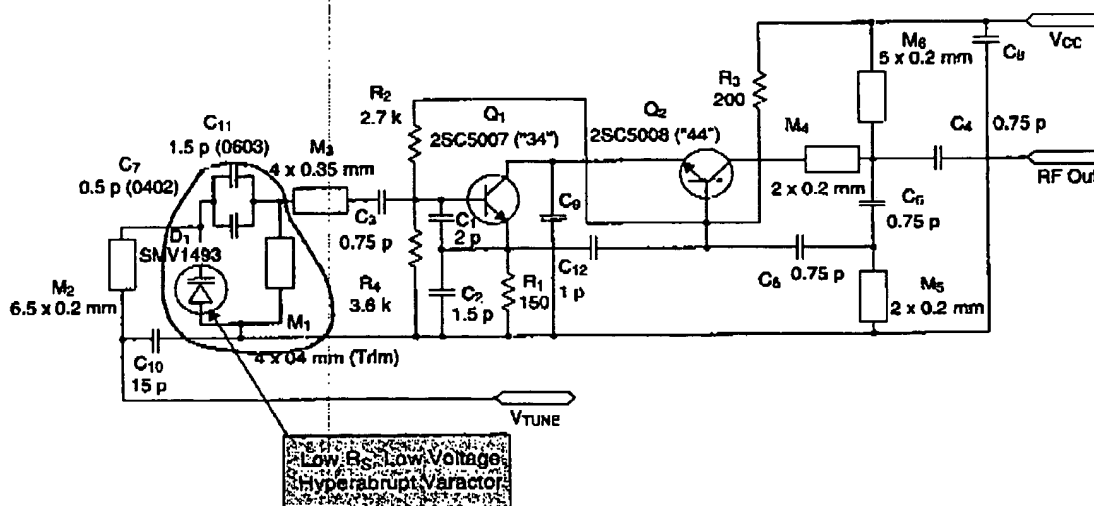 C11
1.5 p (0603)
C7
0.5 p (0402)
M3
4 x 0.35 mm
R2
2.7 k
Q1
2SC5007 ("34")
Q2
2SC5008 ("44")
R3
200
M6
5 x 0.2 mm
C8
VCC
M4
2 x 0.2 mm
C4
0.75 p
RF Out
C5
0.75 p
D1
SMV1493
C3
0.75 p
C1
2 p
C9
M2
6.5 x 0.2 mm
R4
3.6 k
C2
1.5 p
R1
150
C12
1 p
C6
0.75 p
M5
2 x 0.2 mm
M1
4 x 04 mm (Trim)
C10
15 p
VTUNE
Low RS, Low Voltage
Hyperabrupt Varactor